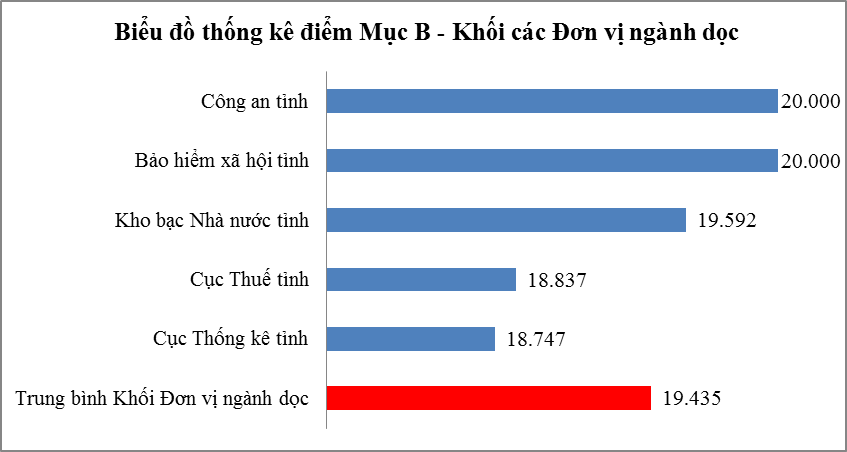 Biểu đồ thống kê điểm Mục B - Khối các Đơn vị ngành dọc
Công an tỉnh 20.000
Bảo hiểm xã hội tỉnh 20.000
Kho bạc Nhà nước tỉnh 19.592
Cục Thuế tỉnh 18.837
Cục Thống kê tỉnh 18.747
Trung bình Khối Đơn vị ngành dọc 19.435